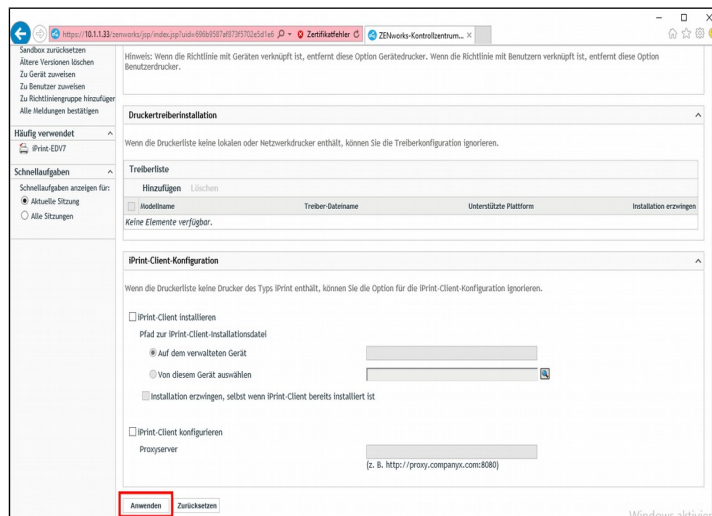 https://10.1.1.33/zenworks/jsp/index.jsp?uid=696b9587af873f5702e5d1e6
Zertifikatfehler
ZENworks-Kontrollzentrum...
Sandbox zurücksetzen
Ältere Versionen löschen
Zu Gerät zuweisen
Zu Benutzer zuweisen
Zu Richtliniengruppe hinzufügen
Alle Meldungen bestätigen
Häufig verwendet
iPrint-EDV7
Schnellaufgaben
Schnellaufgaben anzeigen für:
Aktuelle Sitzung
Alle Sitzungen
Hinweis: Wenn die Richtlinie mit Geräten verknüpft ist, entfernt diese Option Gerätedrucker. Wenn die Richtlinie mit Benutzern verknüpft ist, entfernt diese Option
Benutzerdrucker.
Druckertreiberinstallation
Wenn die Druckerliste keine lokalen oder Netzwerkdrucker enthält, können Sie die Treiberkonfiguration ignorieren.
Treiberliste
Hinzufügen Löschen
Modellname Treiber-Dateiname Unterstützte Plattform Installation erzwingen
Keine Elemente verfügbar.
iPrint-Client-Konfiguration
Wenn die Druckerliste keine Drucker des Typs iPrint enthält, können Sie die Option für die iPrint-Client-Konfiguration ignorieren.
iPrint-Client installieren
Pfad zur iPrint-Client-Installationsdatei
Auf dem verwalteten Gerät
Von diesem Gerät auswählen
Installation erzwingen, selbst wenn iPrint-Client bereits installiert ist
iPrint-Client konfigurieren
Proxyserver
(z. B. http://proxy.companyx.com:8080)
Anwenden Zurücksetzen
Windows aktivier